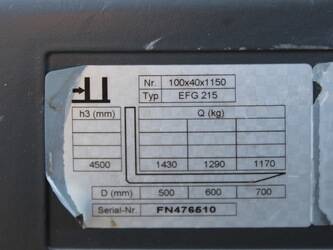 Nr. 100x40x1150
Typ EFG 215
h3 (mm) Q (kg)
4500 1430 1290 1170
D (mm) 500 600 700
Serial-Nr. FN476510